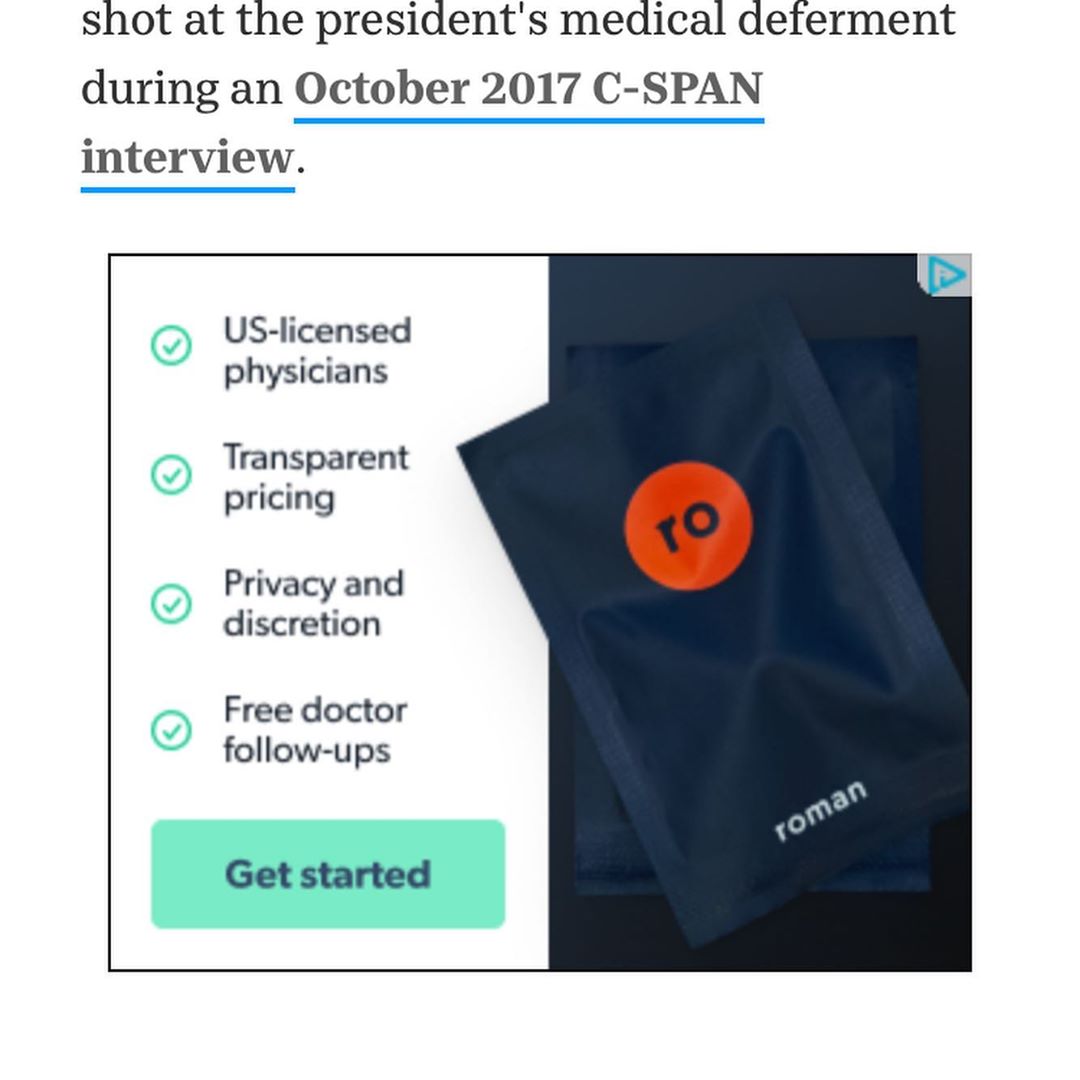 shot at the president's medical deferment
during an October 2017 C-SPAN
interview.
US-licensed
physicians
Transparent
pricing
Privacy and
discretion
Free doctor
follow-ups
Get started
ro
roman